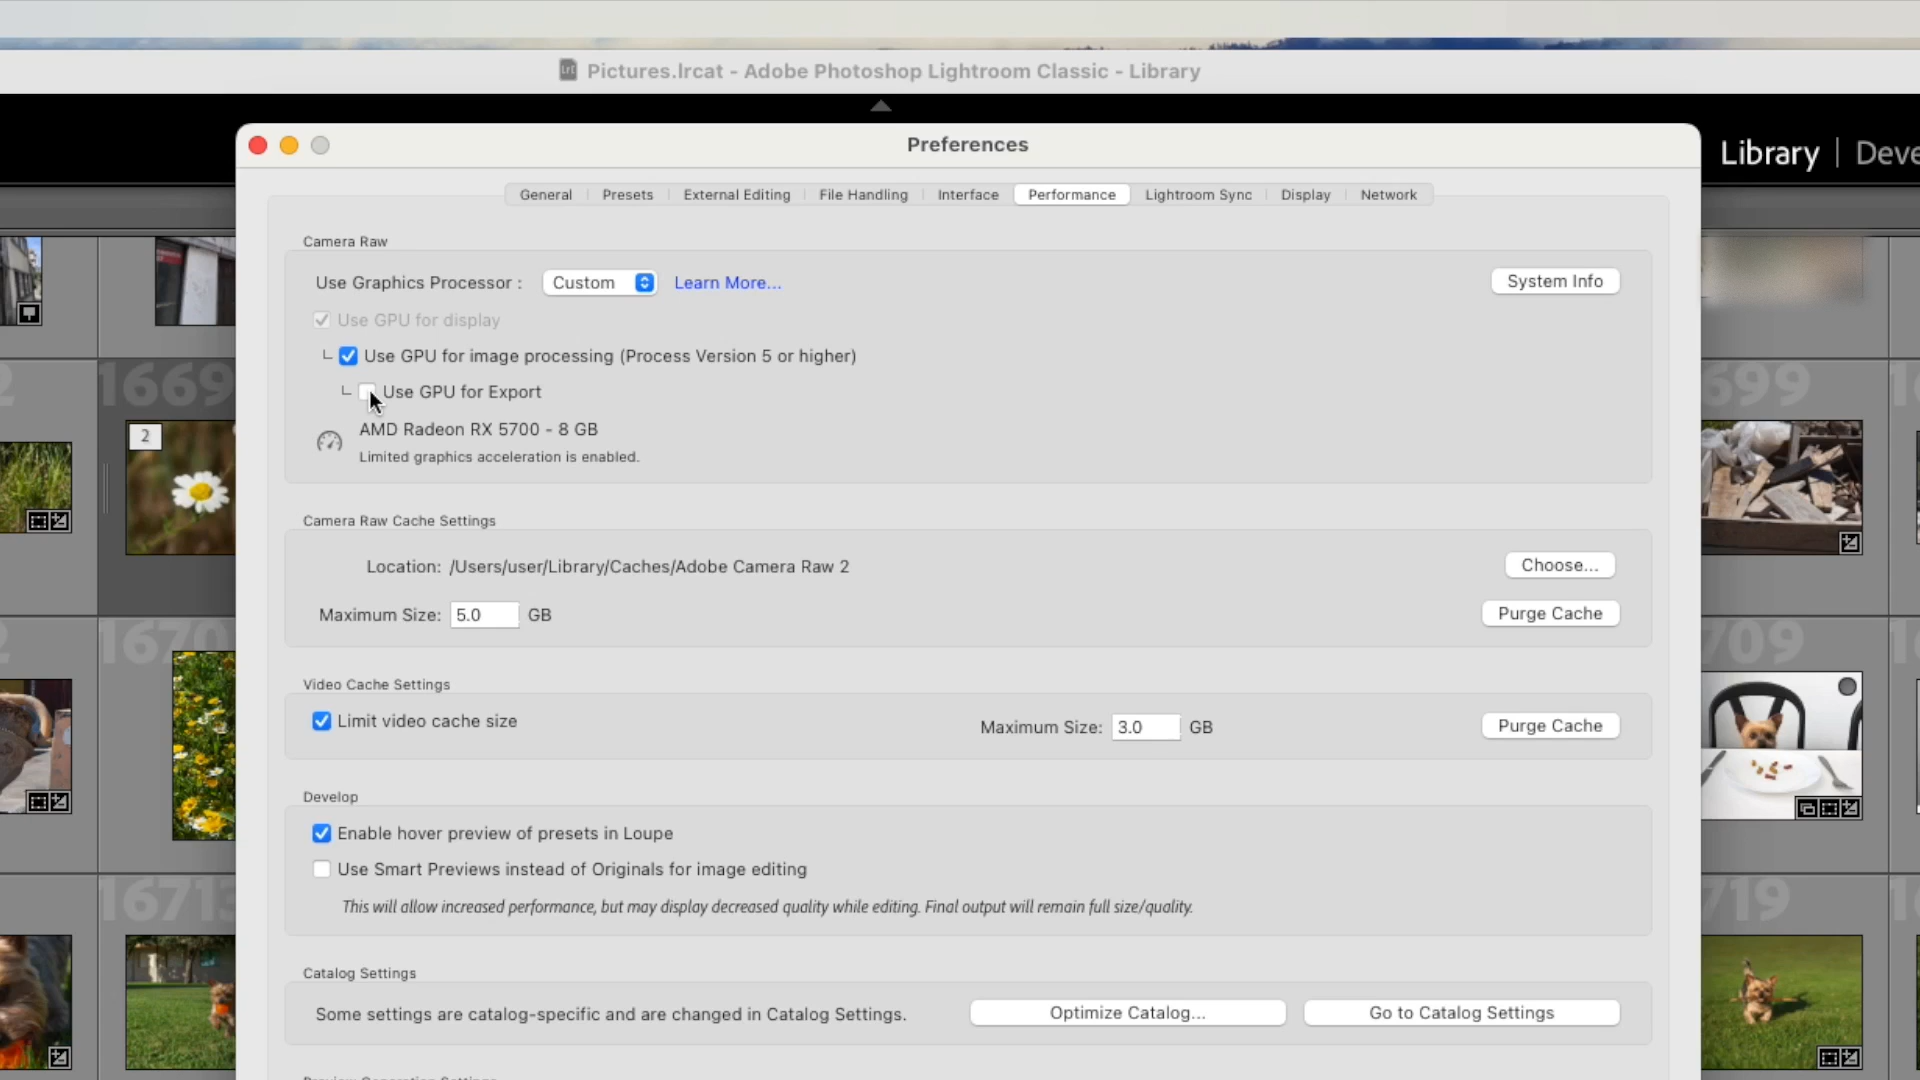 Pictures.lrcat - Adobe Photoshop Lightroom Classic - Library
Preferences
Library | Deve
General Presets External Editing File Handling Interface Performance Lightroom Sync Display Network
Camera Raw
Use Graphics Processor : Custom Learn More... System Info
Use GPU for display
Use GPU for image processing (Process Version 5 or higher)
Use GPU for Export
AMD Radeon RX 5700 - 8 GB
Limited graphics acceleration is enabled.
Camera Raw Cache Settings
Location: /Users/user/Library/Caches/Adobe Camera Raw 2 Choose...
Maximum Size: 5.0 GB Purge Cache
Video Cache Settings
Limit video cache size Maximum Size: 3.0 GB Purge Cache
Develop
Enable hover preview of presets in Loupe
Use Smart Previews instead of Originals for image editing
This will allow increased performance, but may display decreased quality while editing. Final output will remain full size/quality.
Catalog Settings
Some settings are catalog-specific and are changed in Catalog Settings. Optimize Catalog... Go to Catalog Settings
1669
2
1670
1671
699
709
719